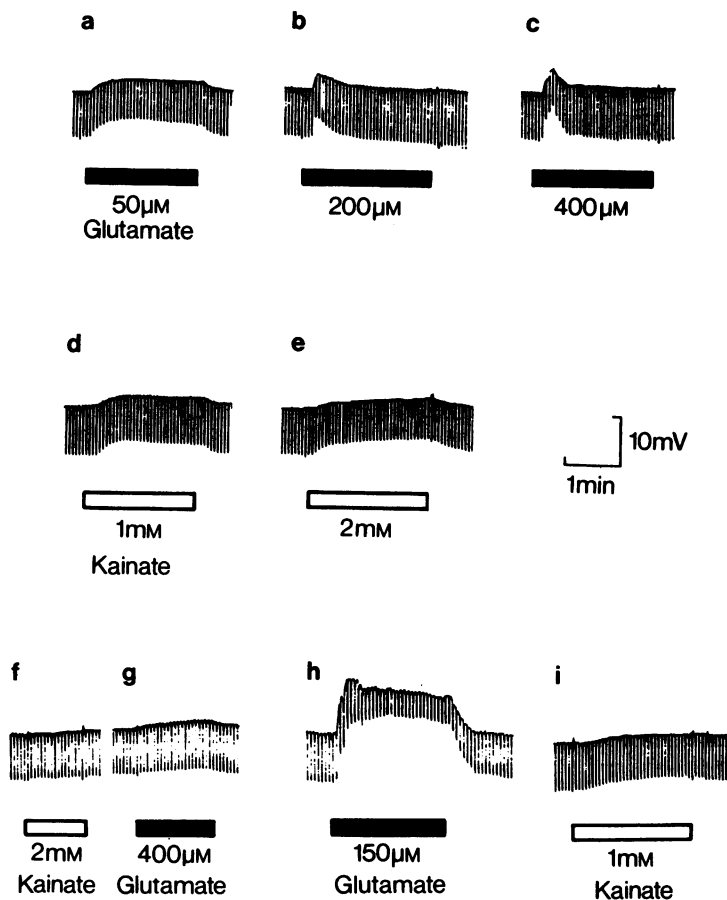 a b c
50µM 200µM 400µM
Glutamate
d e
10mV
1min
1mM 2mM
Kainate
f g h i
2mM 400µM 150µM 1mM
Kainate Glutamate Glutamate Kainate